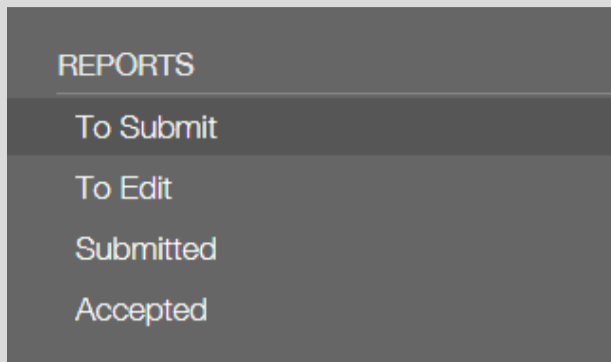 REPORTS
To Submit
To Edit
Submitted
Accepted